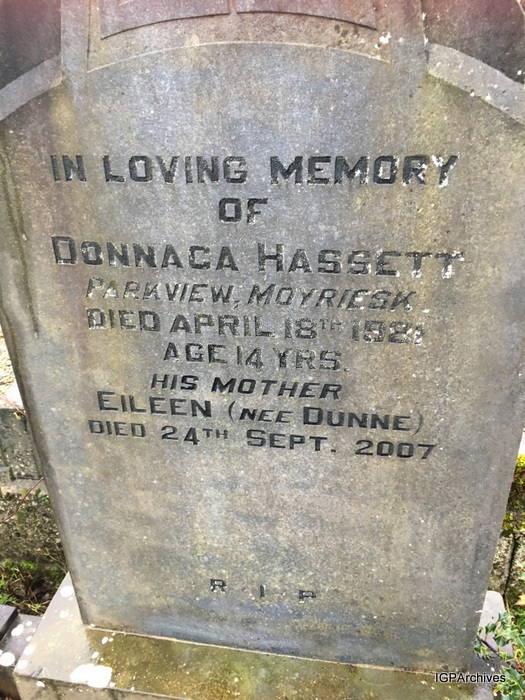 IN LOVING MEMORY
OF
DONNACA HASSETT
PARKVIEW, MOYRIESK
DIED APRIL 18TH 1981
AGE 14 YRS.
HIS MOTHER
EILEEN (NEE DUNNE)
DIED 24TH SEPT. 2007
R I P
IGPArchives